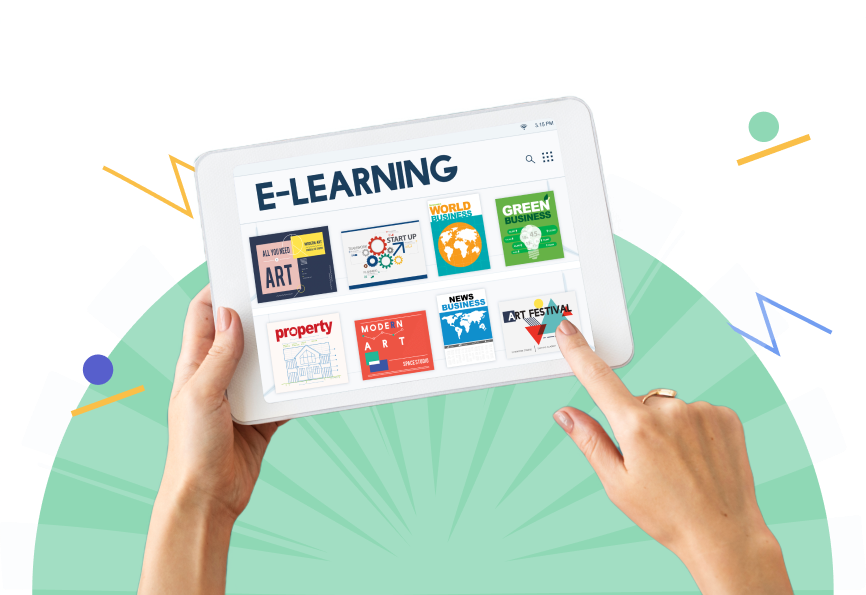 3.15 PM
E-LEARNING
ALL YOU NEED
ART
MODERN ART
START UP
WORLD
BUSINESS
GREEN
BUSINESS
45
property
MODERN
ART
SPACE STUDIO
NEWS
BUSINESS
ART FESTIVAL